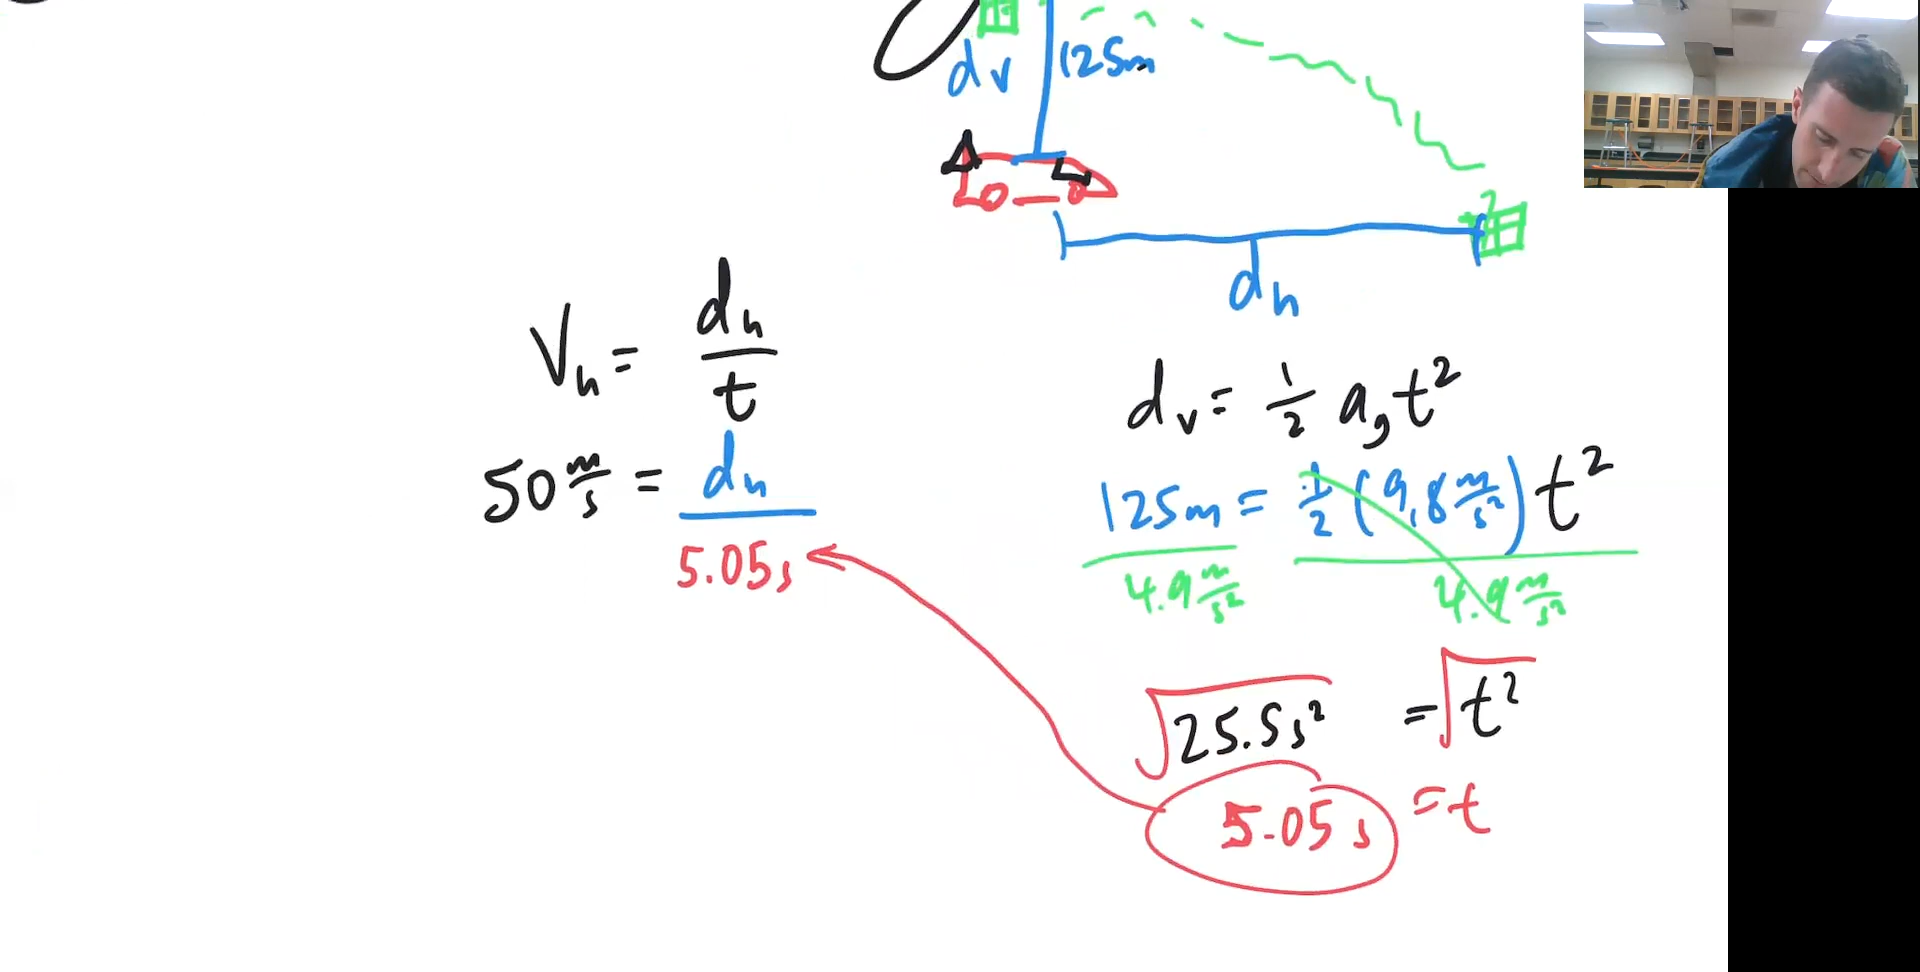 dv 125m
dh
Vh = dh/t
50 m/s = dh/5.05s
dv = 1/2 ag t²
125m = 1/2 (9.8 m/s²) t²
4.9 m/s² 4.9 m/s²
√25.5s² = √t²
5.05s = t